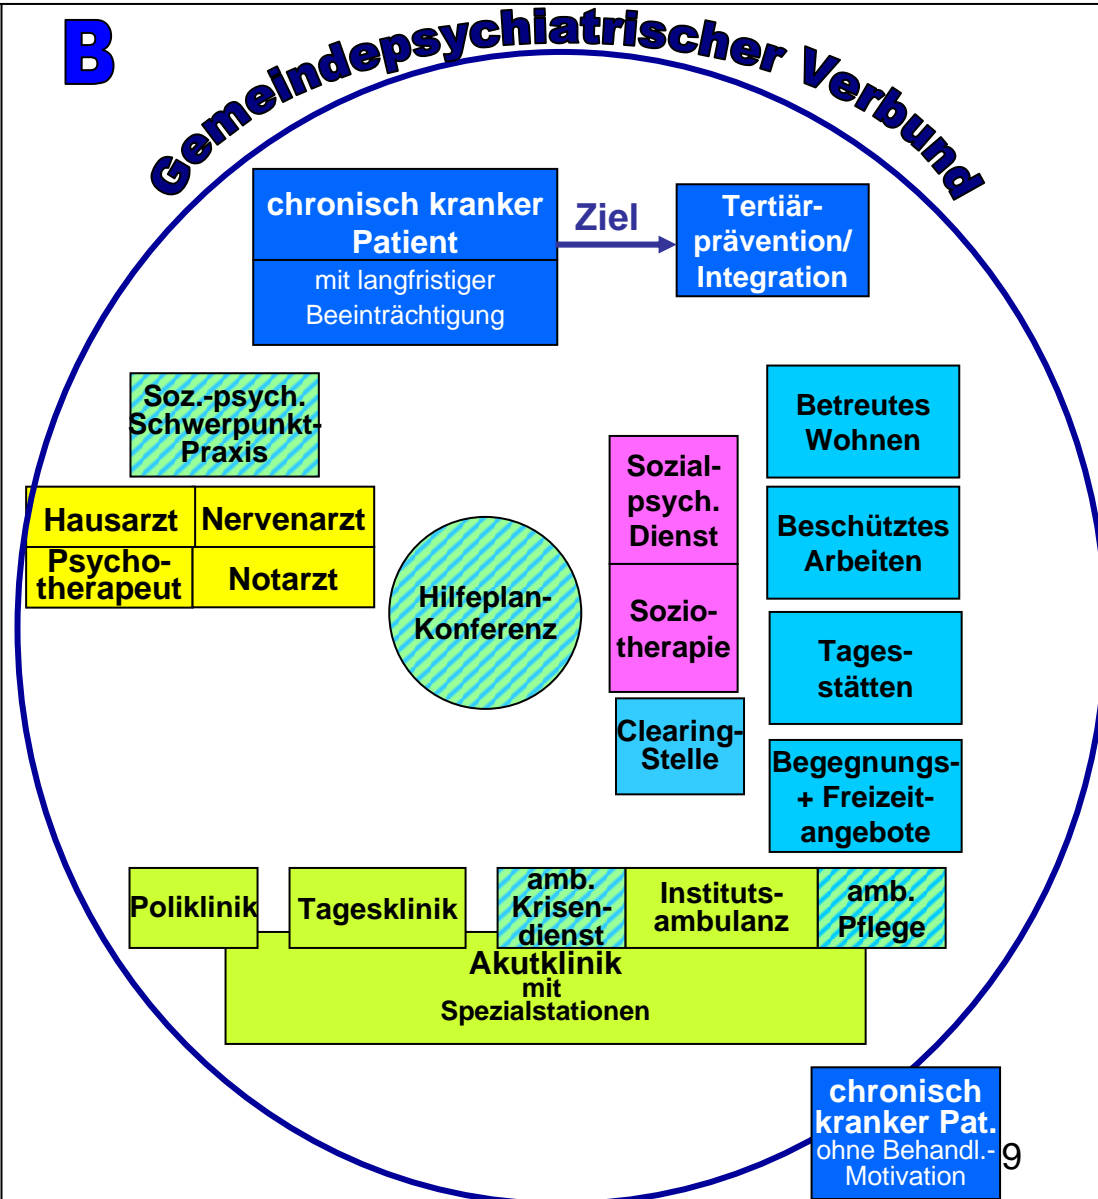 B
Gemeindepsychiatrischer Verbund
chronisch kranker
Patient
mit langfristiger
Beeinträchtigung
Ziel
Tertiär-
prävention/
Integration
Soz.-psych.
Schwerpunkt-
Praxis
Hausarzt
Nervenarzt
Psycho-
therapeut
Notarzt
Hilfeplan-
Konferenz
Sozial-
psych.
Dienst
Sozio-
therapie
Clearing-
Stelle
Betreutes
Wohnen
Beschütztes
Arbeiten
Tages-
stätten
Begegnungs-
+ Freizeit-
angebote
Poliklinik
Tagesklinik
amb.
Krisen-
dienst
Instituts-
ambulanz
amb.
Pflege
Akutklinik
mit
Spezialstationen
chronisch
kranker Pat.
ohne Behandl.-
Motivation
9